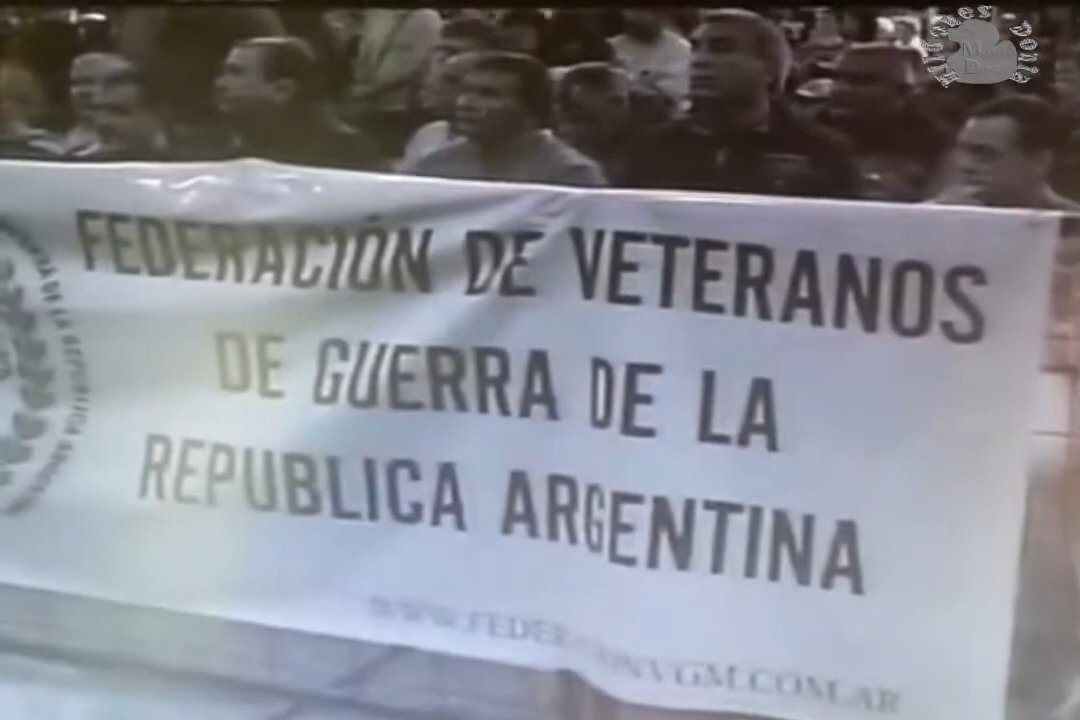 FEDERACIÓN DE VETERANOS
DE GUERRA DE LA
REPUBLICA ARGENTINA